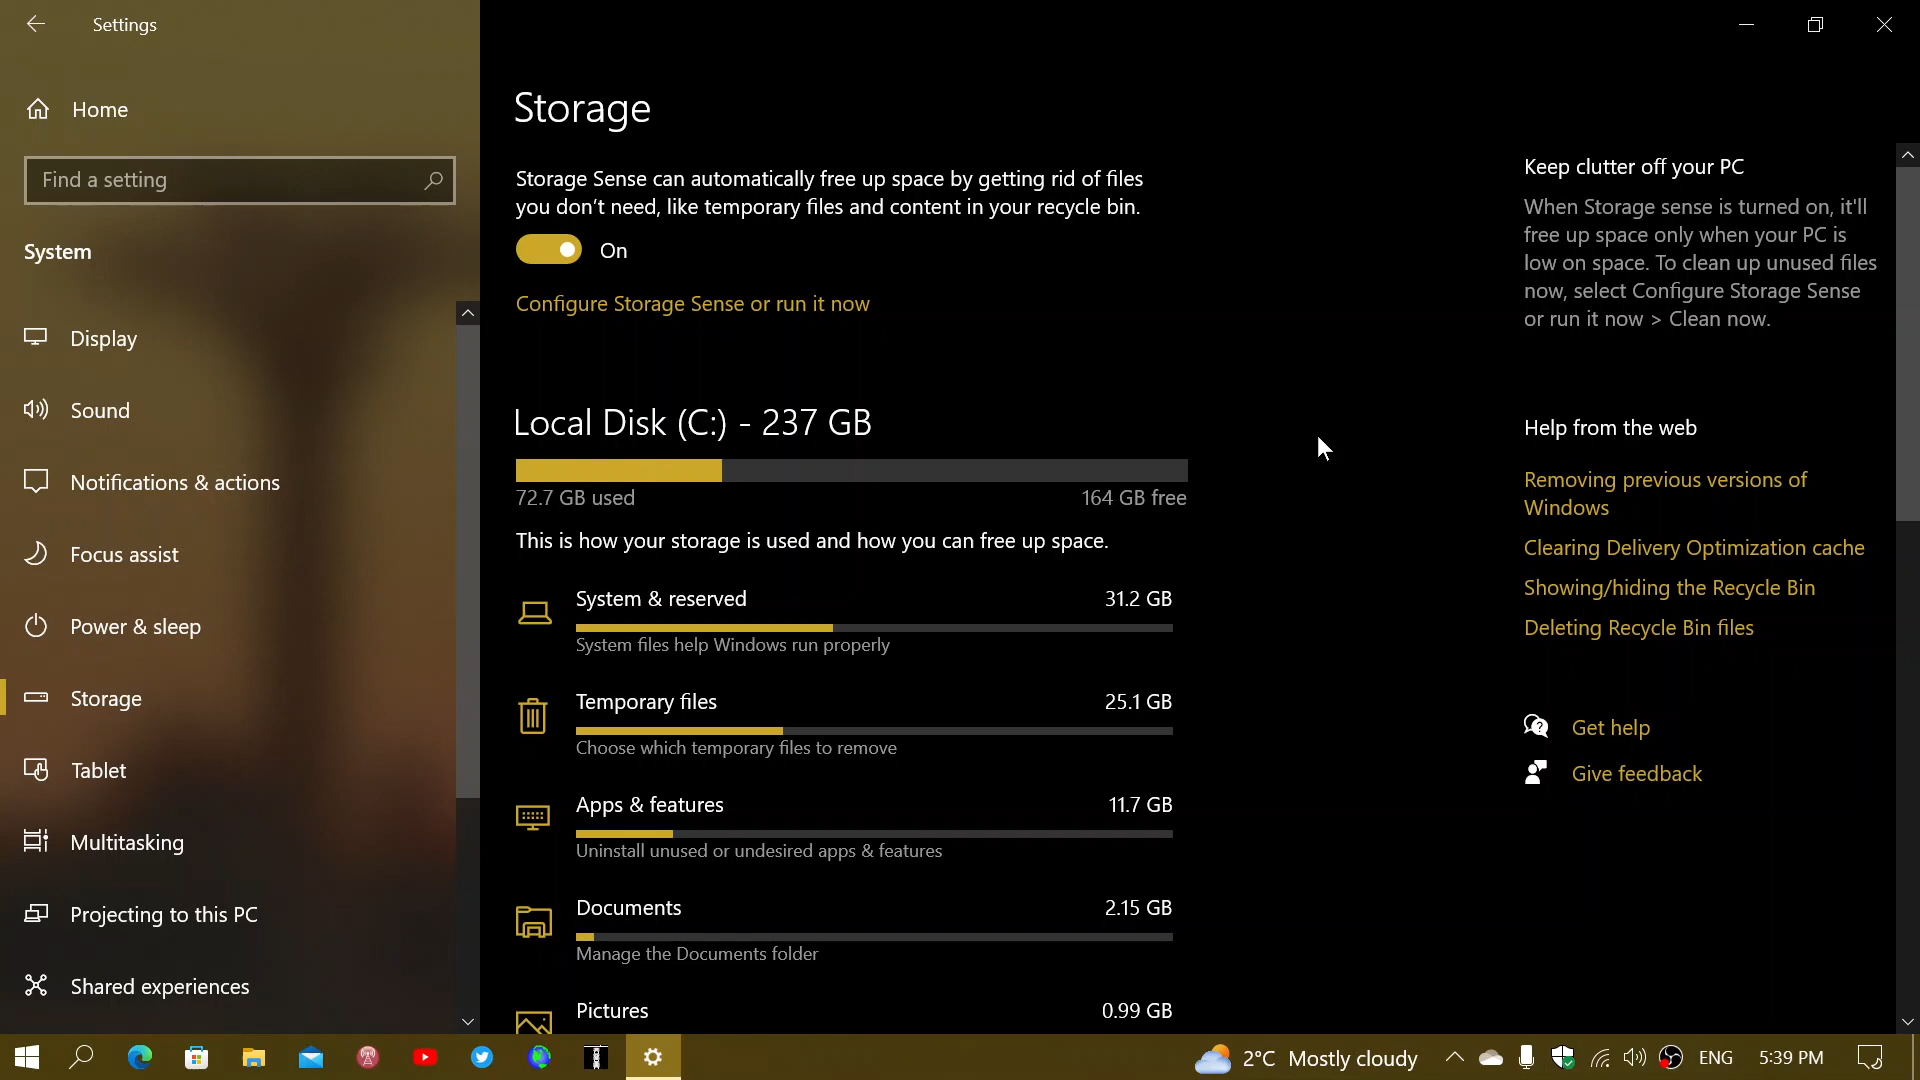 Settings
Home
Find a setting
System
Display
Sound
Notifications & actions
Focus assist
Power & sleep
Storage
Tablet
Multitasking
Projecting to this PC
Shared experiences
Storage
Storage Sense can automatically free up space by getting rid of files
you don’t need, like temporary files and content in your recycle bin.
On
Configure Storage Sense or run it now
Local Disk (C:) - 237 GB
72.7 GB used 164 GB free
This is how your storage is used and how you can free up space.
System & reserved 31.2 GB
System files help Windows run properly
Temporary files 25.1 GB
Choose which temporary files to remove
Apps & features 11.7 GB
Uninstall unused or undesired apps & features
Documents 2.15 GB
Manage the Documents folder
Pictures 0.99 GB
Keep clutter off your PC
When Storage sense is turned on, it'll
free up space only when your PC is
low on space. To clean up unused files
now, select Configure Storage Sense
or run it now > Clean now.
Help from the web
Removing previous versions of
Windows
Clearing Delivery Optimization cache
Showing/hiding the Recycle Bin
Deleting Recycle Bin files
Get help
Give feedback
2°C Mostly cloudy ENG 5:39 PM